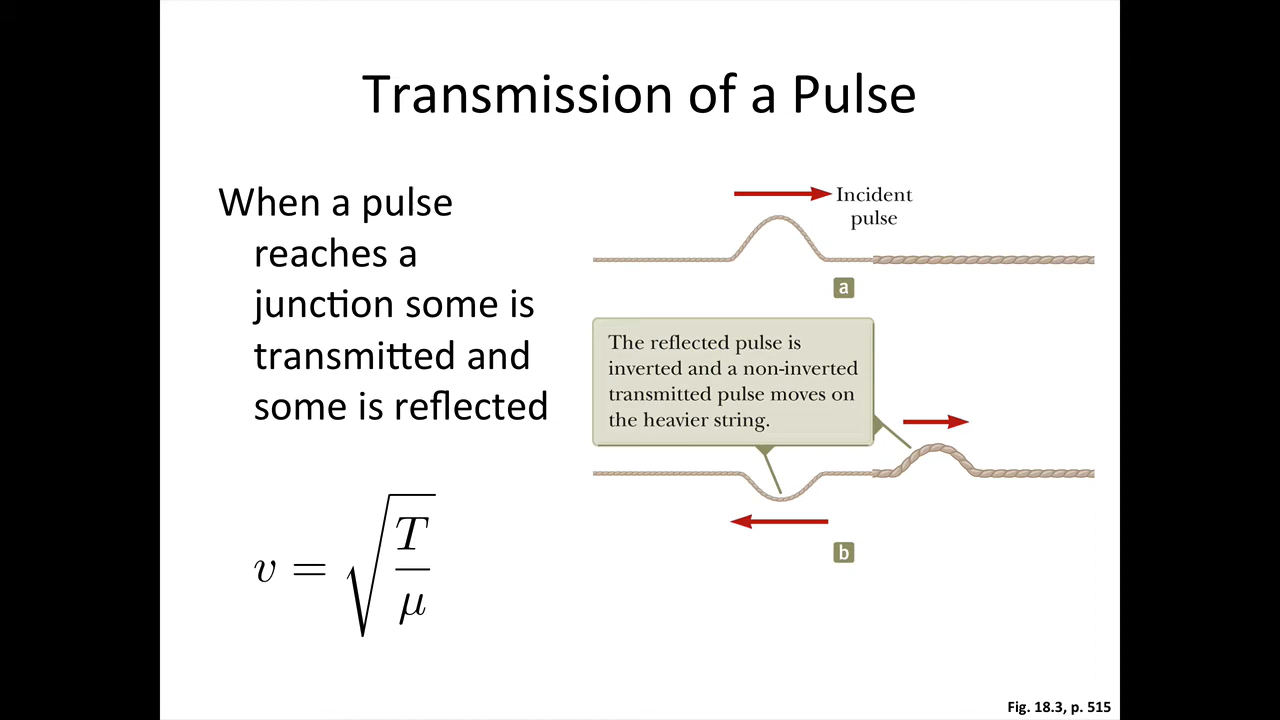 Transmission of a Pulse
When a pulse
reaches a
junction some is
transmitted and
some is reflected
v = √(T/μ)
Incident
pulse
a
The reflected pulse is
inverted and a non-inverted
transmitted pulse moves on
the heavier string.
b
Fig. 18.3, p. 515